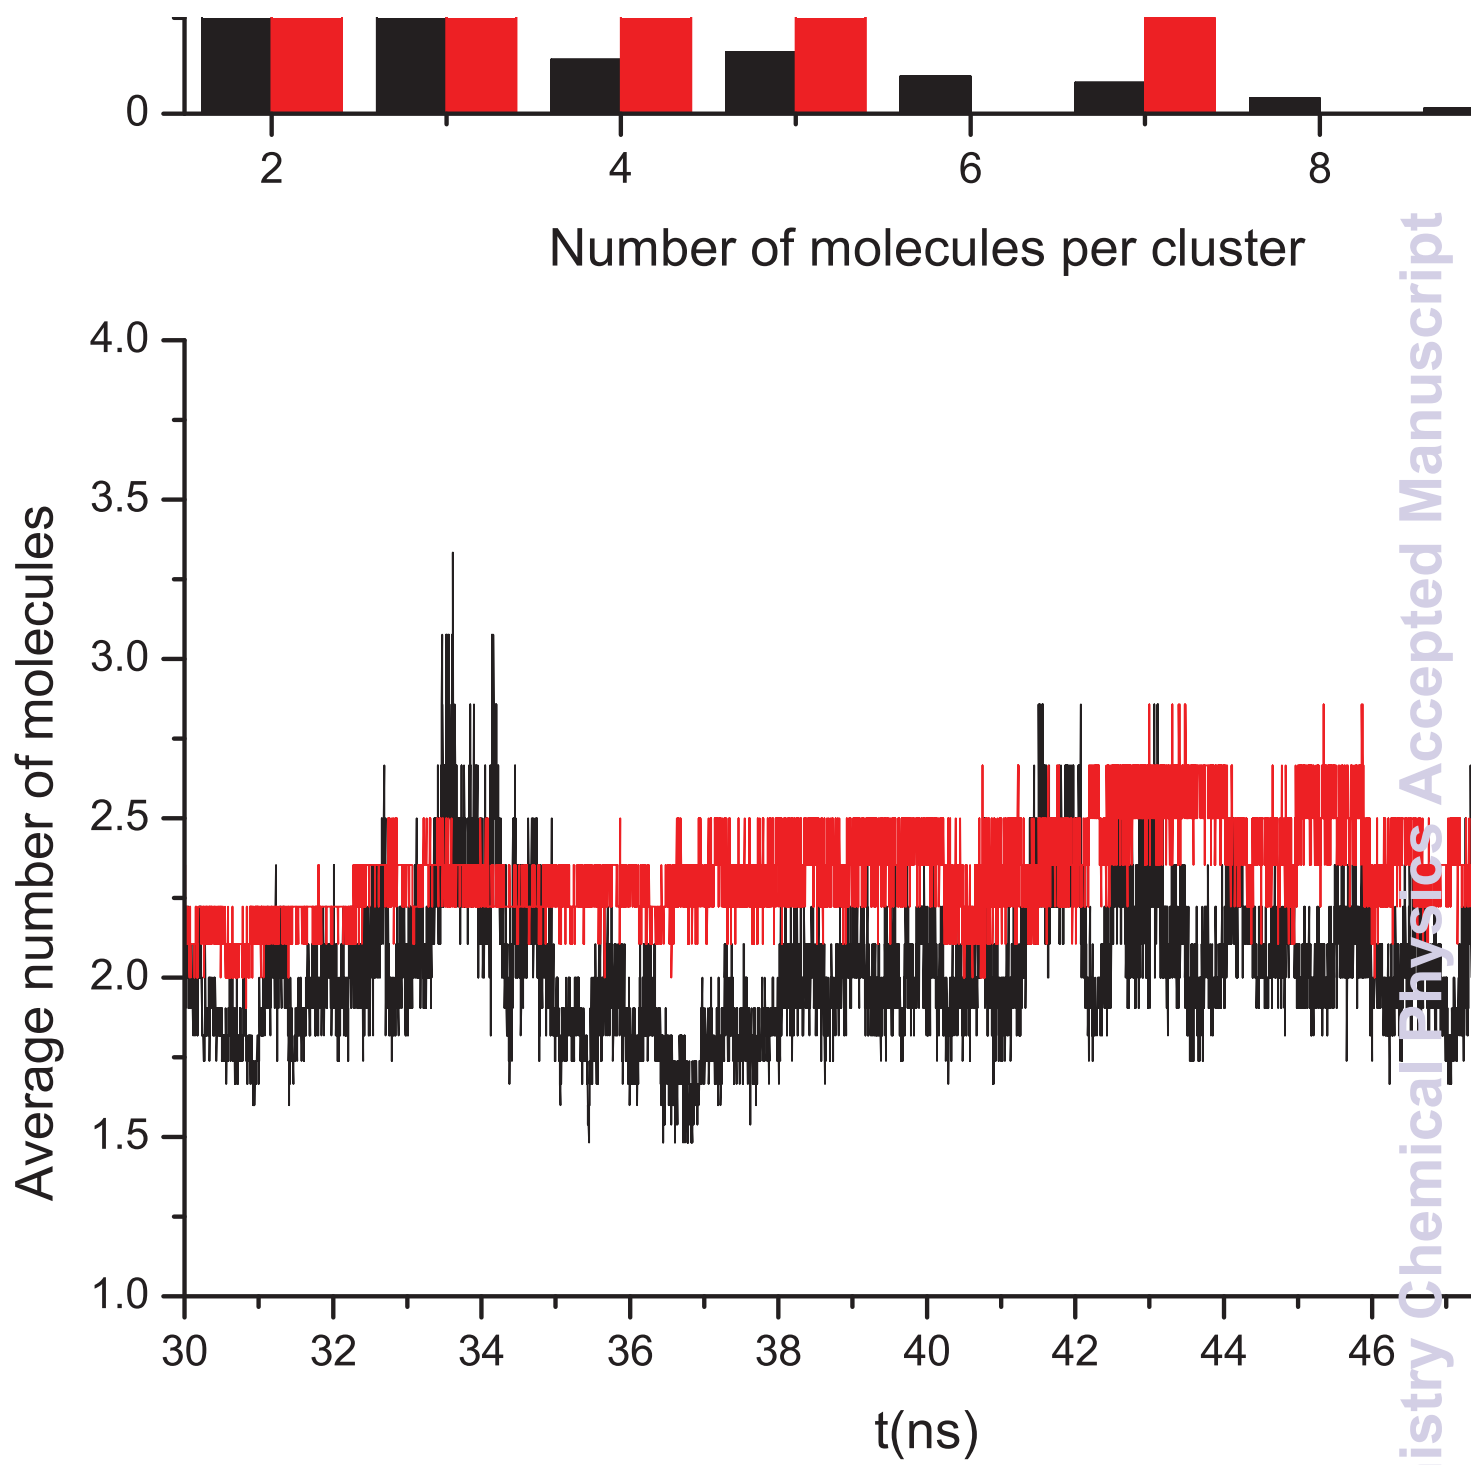 0
2 4 6 8
Number of molecules per cluster
4.0
3.5
3.0
2.5
2.0
1.5
1.0
Average number of molecules
30 32 34 36 38 40 42 44 46
t(ns)
istry Chemical Physics Accepted Manuscript